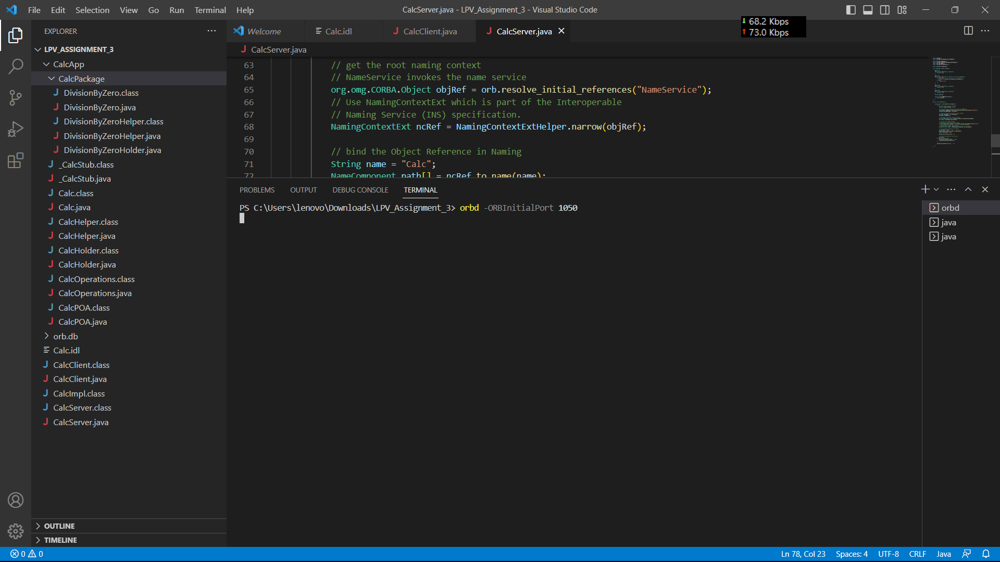 File Edit Selection View Go Run Terminal Help
CalcServer.java - LPV_Assignment_3 - Visual Studio Code
68.2 Kbps
73.0 Kbps
EXPLORER
LPV_ASSIGNMENT_3
CalcApp
CalcPackage
DivisionByZero.class
DivisionByZero.java
DivisionByZeroHelper.class
DivisionByZeroHelper.java
DivisionByZeroHolder.java
_CalcStub.class
_CalcStub.java
Calc.class
Calc.java
CalcHelper.class
CalcHelper.java
CalcHolder.class
CalcHolder.java
CalcOperations.class
CalcOperations.java
CalcPOA.class
CalcPOA.java
orb.db
Calc.idl
CalcClient.class
CalcClient.java
CalcImpl.class
CalcServer.class
CalcServer.java
OUTLINE
TIMELINE
Welcome Calc.idl CalcClient.java CalcServer.java
CalcServer.java
63 // get the root naming context
64 // NameService invokes the name service
65 org.omg.CORBA.Object objRef = orb.resolve_initial_references("NameService");
66 // Use NamingContextExt which is part of the Interoperable
67 // Naming Service (INS) specification.
68 NamingContextExt ncRef = NamingContextExtHelper.narrow(objRef);
69
70 // bind the Object Reference in Naming
71 String name = "Calc";
72 NameComponent path[] = ncRef.to_name(name);
PROBLEMS OUTPUT DEBUG CONSOLE TERMINAL
PS C:\Users\lenovo\Downloads\LPV_Assignment_3> orbd -ORBInitialPort 1050
orbd
java
java
0 0
Ln 78, Col 23 Spaces: 4 UTF-8 CRLF Java